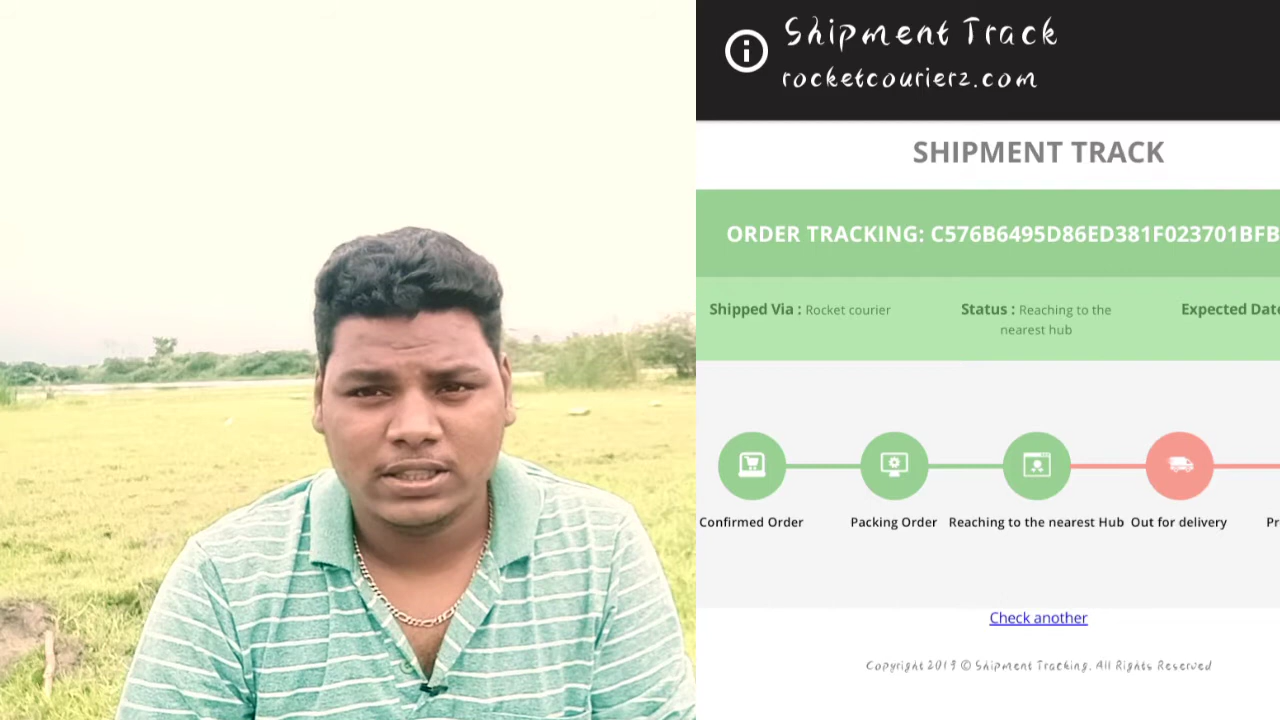 Shipment Track
rocketcourierz.com
SHIPMENT TRACK
ORDER TRACKING: C576B6495D86ED381F023701BFB
Shipped Via : Rocket courier
Status : Reaching to the
nearest hub
Expected Date
Confirmed Order
Packing Order
Reaching to the nearest Hub
Out for delivery
Pr
Check another
Copyright 2019 © Shipment Tracking. All Rights Reserved